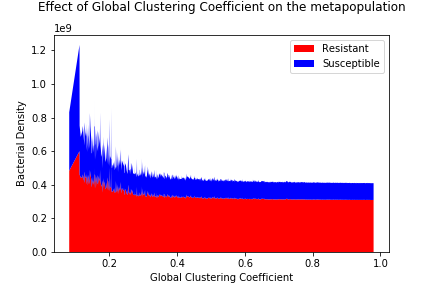 Effect of Global Clustering Coefficient on the metapopulation
1e9
Resistant
Susceptible
1.2
1.0
0.8
0.6
0.4
0.2
0.0
Bacterial Density
0.2 0.4 0.6 0.8 1.0
Global Clustering Coefficient